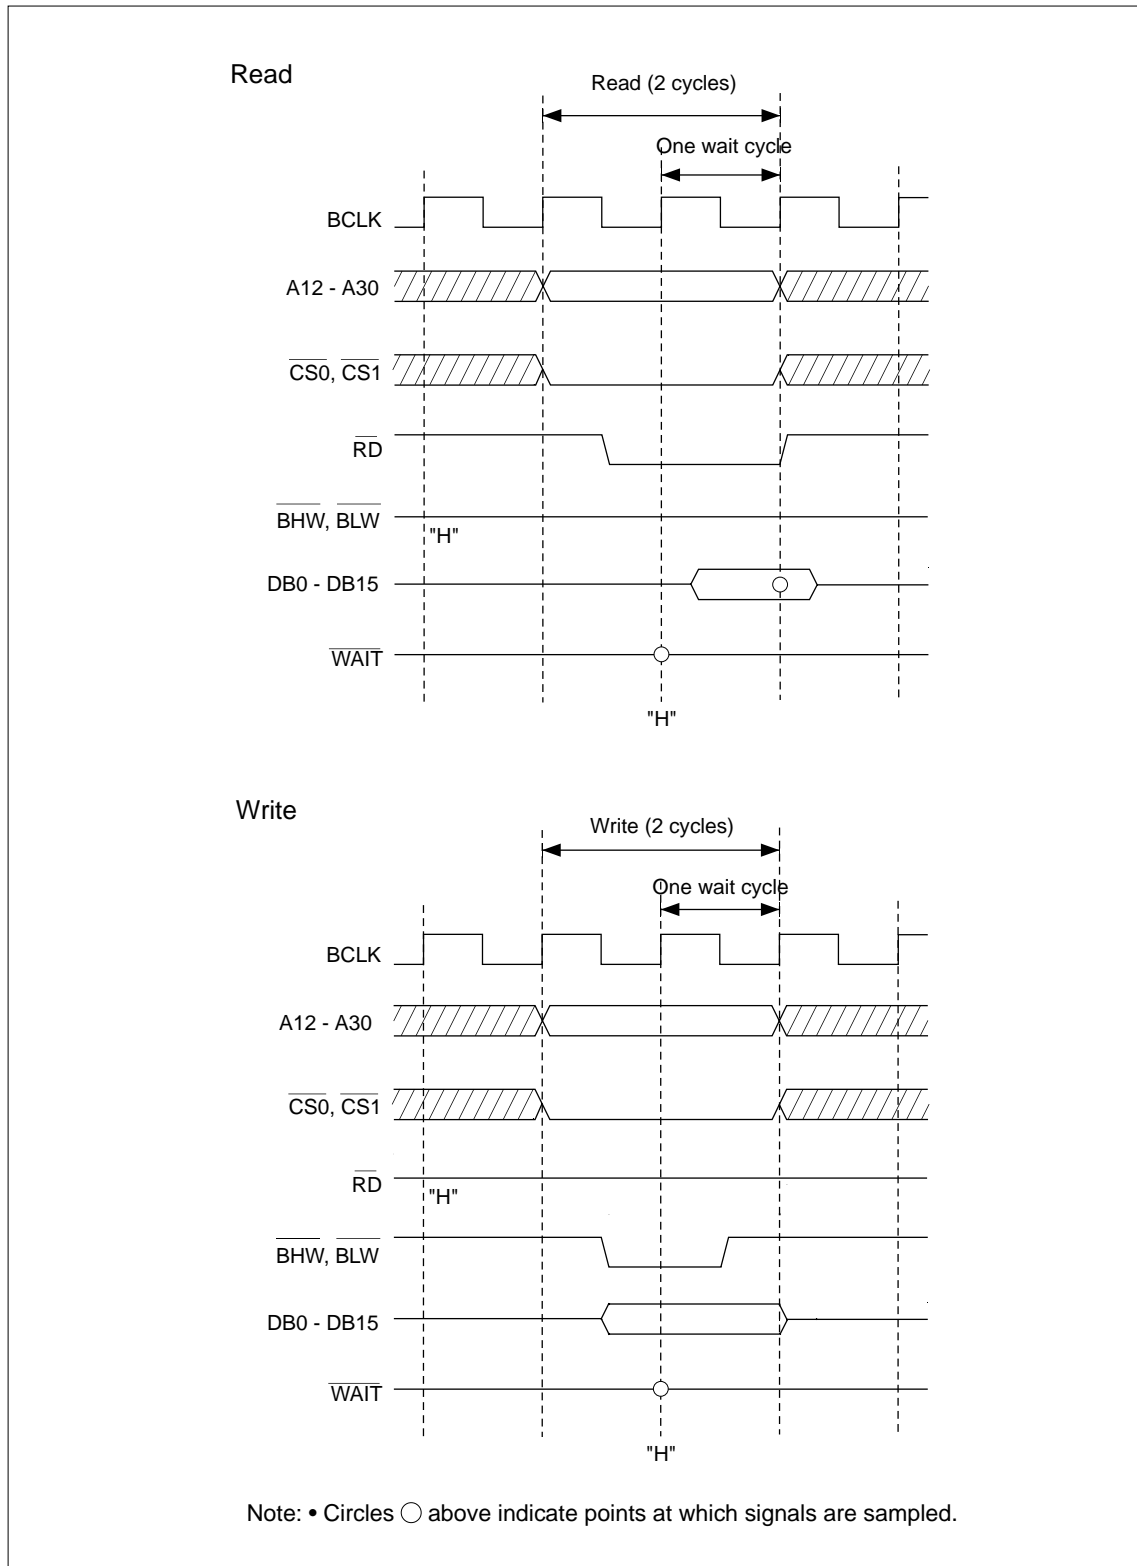 Read
Read (2 cycles)
One wait cycle
BCLK
A12 - A30
CS0, CS1
RD
BHW, BLW
"H"
DB0 - DB15
WAIT
"H"
Write
Write (2 cycles)
One wait cycle
BCLK
A12 - A30
CS0, CS1
RD
"H"
BHW, BLW
DB0 - DB15
WAIT
"H"
Note: • Circles ○ above indicate points at which signals are sampled.